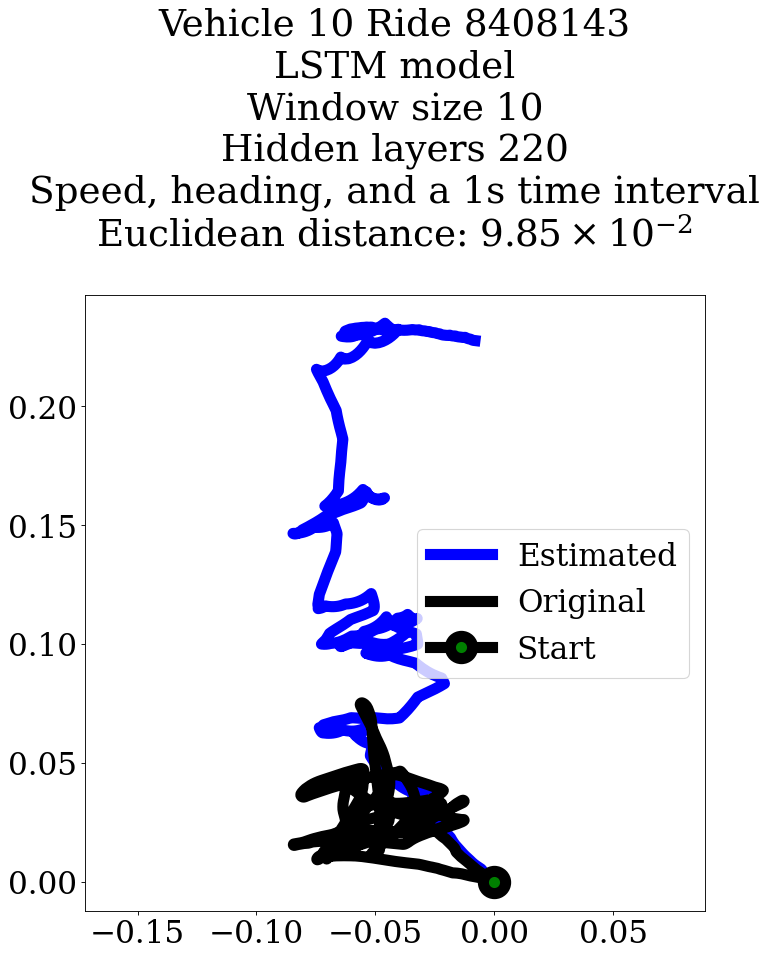 Vehicle 10 Ride 8408143
LSTM model
Window size 10
Hidden layers 220
Speed, heading, and a 1s time interval
Euclidean distance: 9.85 × 10⁻²
0.20
0.15
0.10
0.05
0.00
Estimated
Original
Start
−0.15 −0.10 −0.05 0.00 0.05